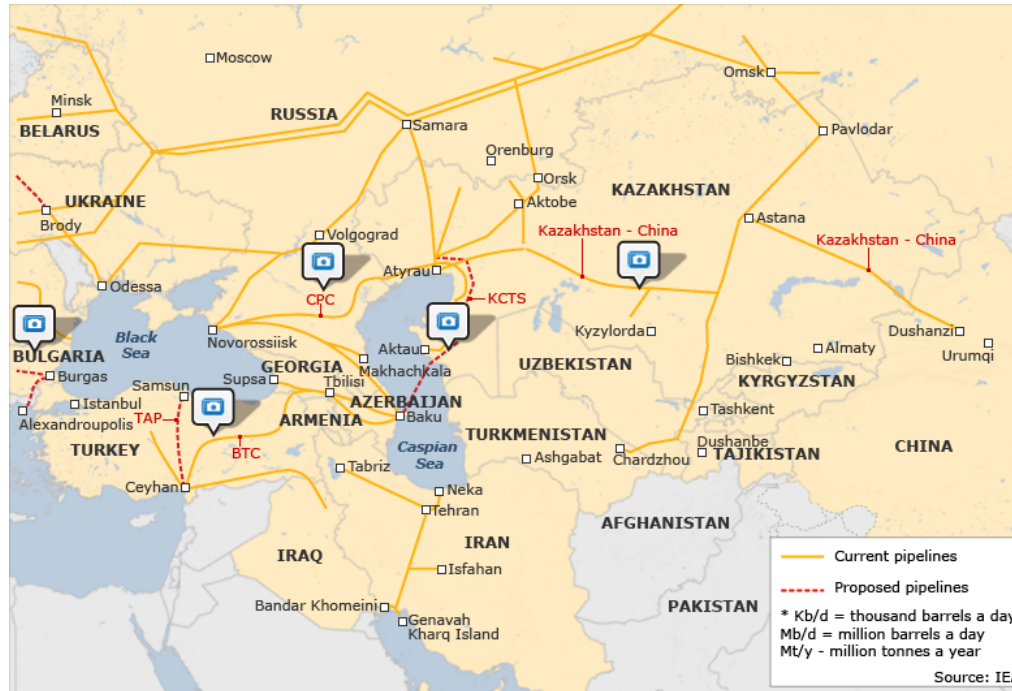 Moscow
Omsk
Minsk
BELARUS
RUSSIA
Samara
Pavlodar
Orenburg
Orsk
KAZAKHSTAN
UKRAINE
Aktobe
Brody
Astana
Volgograd
Kazakhstan - China
Kazakhstan - China
Atyrau
Odessa
CPC
KCTS
Novorossiisk
Kyzylorda
Dushanzi
Black
Sea
Aktau
Almaty
Urumqi
BULGARIA
GEORGIA
Makhachkala
UZBEKISTAN
Bishkek
Burgas
Samsun
Supsa
Tbilisi
KYRGYZSTAN
Istanbul
AZERBAIJAN
Alexandroupolis
TAP
ARMENIA
Baku
Tashkent
TURKEY
BTC
Caspian
Sea
TURKMENISTAN
Dushanbe
CHINA
Tabriz
Ashgabat
Chardzhou
TAJIKISTAN
Ceyhan
Neka
Tehran
AFGHANISTAN
IRAQ
IRAN
Isfahan
PAKISTAN
Bandar Khomeini
Genavah
Kharq Island
Current pipelines
Proposed pipelines
* Kb/d = thousand barrels a day
Mb/d = million barrels a day
Mt/y - million tonnes a year
Source: IEA